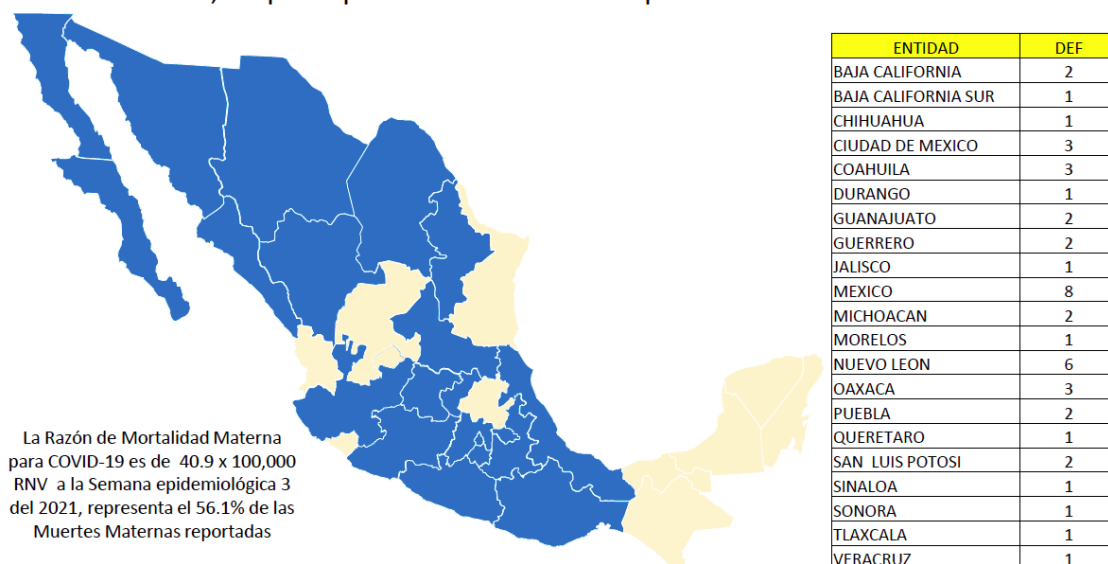 ENTIDAD DEF
BAJA CALIFORNIA 2
BAJA CALIFORNIA SUR 1
CHIHUAHUA 1
CIUDAD DE MEXICO 3
COAHUILA 3
DURANGO 1
GUANAJUATO 2
GUERRERO 2
JALISCO 1
MEXICO 8
MICHOACAN 2
MORELOS 1
NUEVO LEON 6
OAXACA 3
PUEBLA 2
QUERETARO 1
SAN LUIS POTOSI 2
SINALOA 1
SONORA 1
TLAXCALA 1
VERACRUZ 1
La Razón de Mortalidad Materna
para COVID-19 es de 40.9 x 100,000
RNV a la Semana epidemiológica 3
del 2021, representa el 56.1% de las
Muertes Maternas reportadas